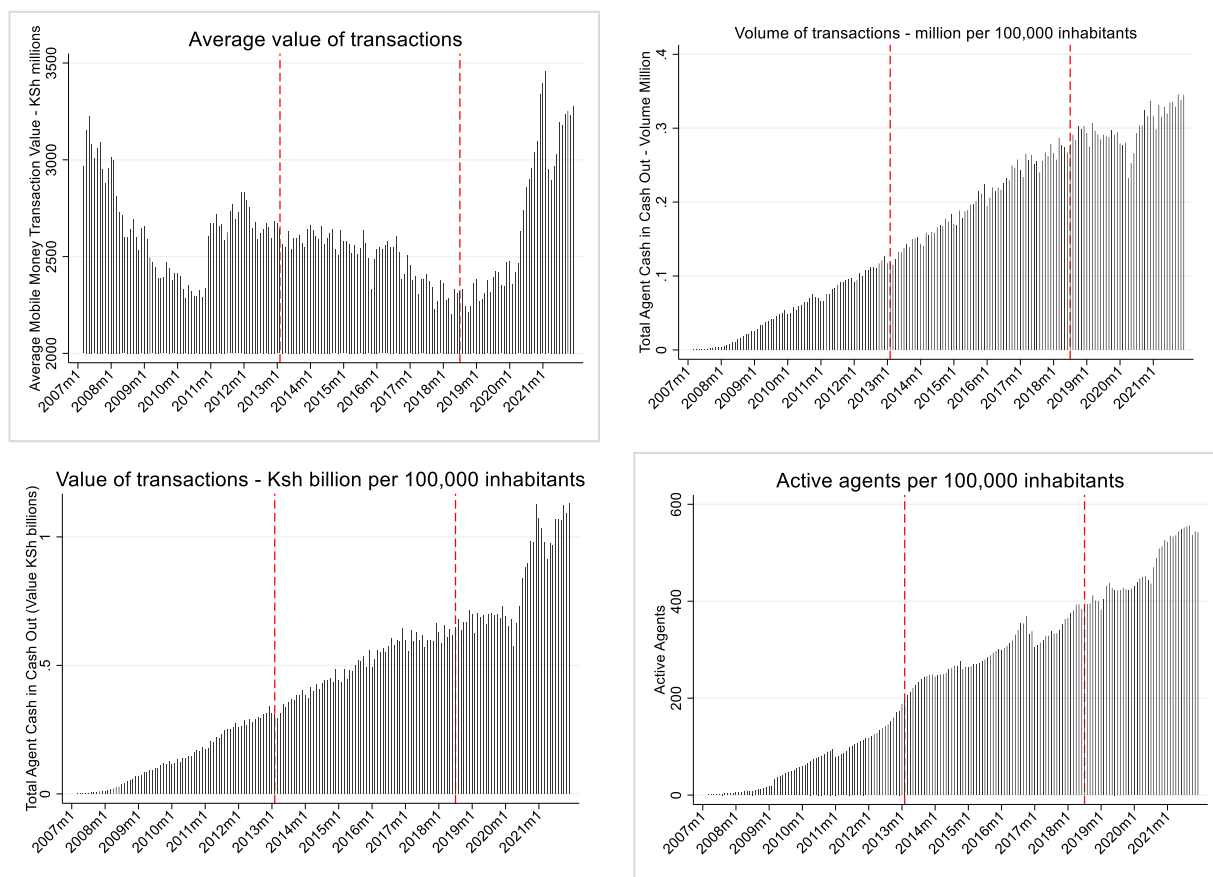 Average value of transactions
Average Mobile Money Transaction Value - KSh millions
3500
3000
2500
2000
2007m1
2008m1
2009m1
2010m1
2011m1
2012m1
2013m1
2014m1
2015m1
2016m1
2017m1
2018m1
2019m1
2020m1
2021m1
Volume of transactions - million per 100,000 inhabitants
Total Agent Cash in Cash Out - Volume Million
.4
.3
.2
.1
0
2007m1
2008m1
2009m1
2010m1
2011m1
2012m1
2013m1
2014m1
2015m1
2016m1
2017m1
2018m1
2019m1
2020m1
2021m1
Value of transactions - Ksh billion per 100,000 inhabitants
Total Agent Cash in Cash Out (Value KSh billions)
1
.5
0
2007m1
2008m1
2009m1
2010m1
2011m1
2012m1
2013m1
2014m1
2015m1
2016m1
2017m1
2018m1
2019m1
2020m1
2021m1
Active agents per 100,000 inhabitants
Active Agents
600
400
200
0
2007m1
2008m1
2009m1
2010m1
2011m1
2012m1
2013m1
2014m1
2015m1
2016m1
2017m1
2018m1
2019m1
2020m1
2021m1